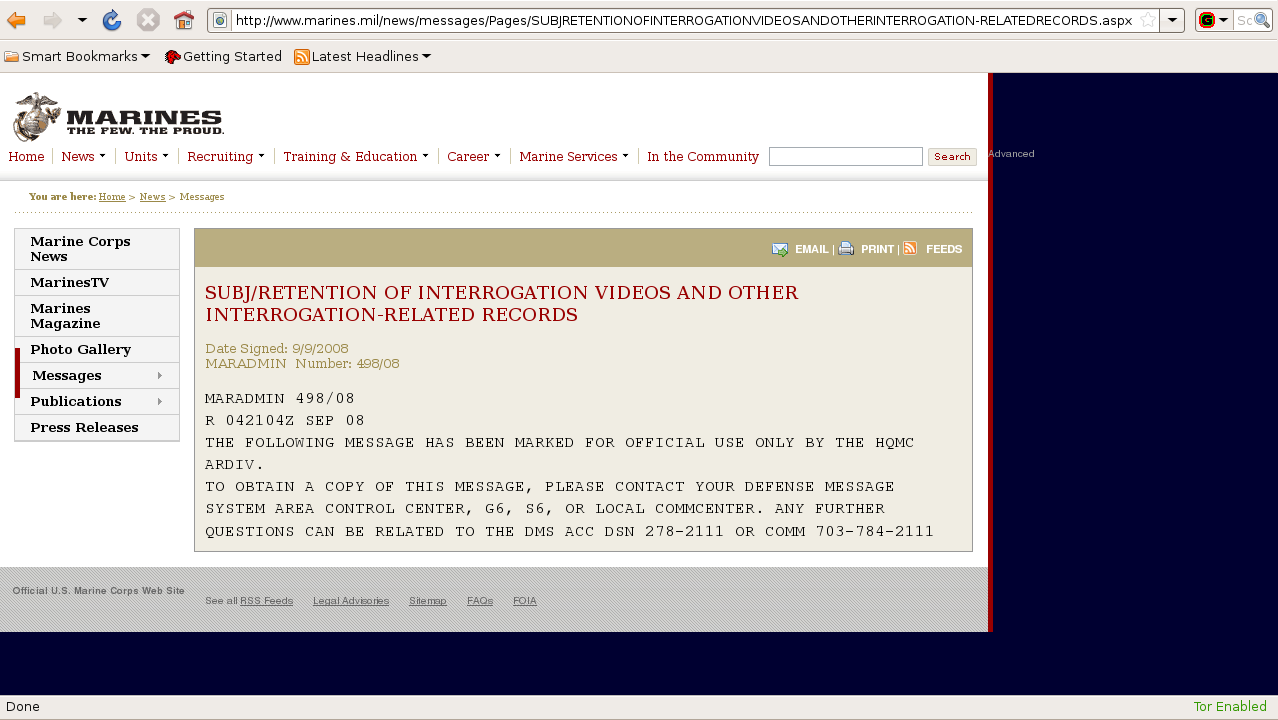 http://www.marines.mil/news/messages/Pages/SUBJRETENTIONOFINTERROGATIONVIDEOSANDOTHERINTERROGATION-RELATEDRECORDS.aspx
Smart Bookmarks Getting Started Latest Headlines
MARINES
THE FEW. THE PROUD.
Home News Units Recruiting Training & Education Career Marine Services In the Community Search Advanced
You are here: Home > News > Messages
Marine Corps
News
MarinesTV
Marines
Magazine
Photo Gallery
Messages
Publications
Press Releases
EMAIL | PRINT | FEEDS
SUBJ/RETENTION OF INTERROGATION VIDEOS AND OTHER
INTERROGATION-RELATED RECORDS
Date Signed: 9/9/2008
MARADMIN Number: 498/08
MARADMIN 498/08
R 042104Z SEP 08
THE FOLLOWING MESSAGE HAS BEEN MARKED FOR OFFICIAL USE ONLY BY THE HQMC
ARDIV.
TO OBTAIN A COPY OF THIS MESSAGE, PLEASE CONTACT YOUR DEFENSE MESSAGE
SYSTEM AREA CONTROL CENTER, G6, S6, OR LOCAL COMMCENTER. ANY FURTHER
QUESTIONS CAN BE RELATED TO THE DMS ACC DSN 278-2111 OR COMM 703-784-2111
Official U.S. Marine Corps Web Site
See all RSS Feeds Legal Advisories Sitemap FAQs FOIA
Done Tor Enabled